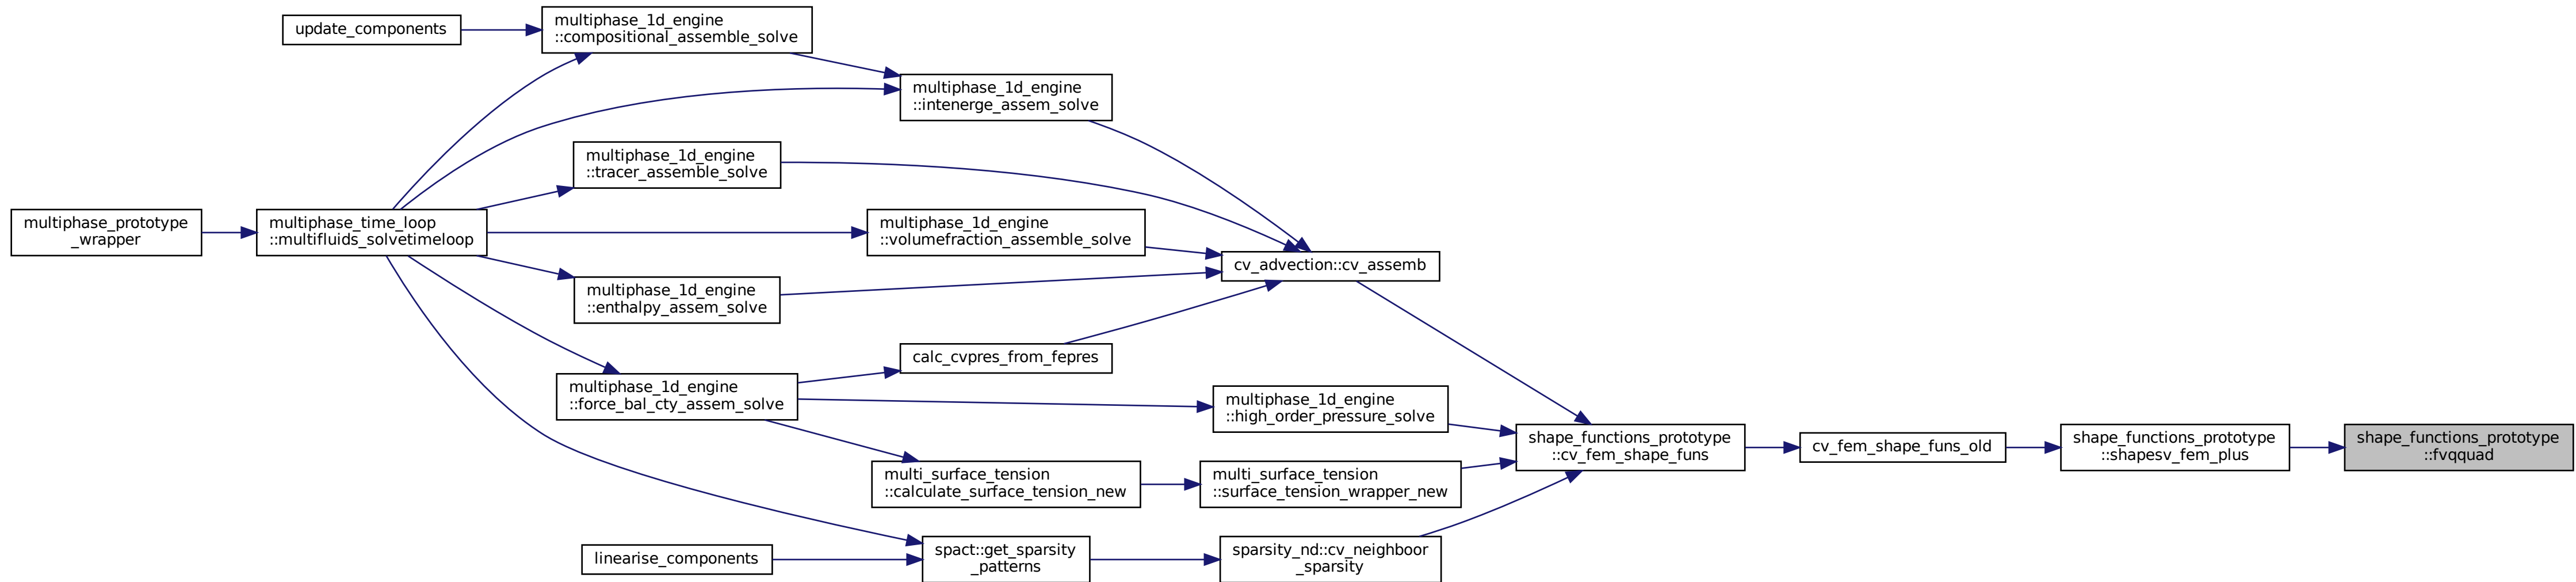 update_components
multiphase_1d_engine
::compositional_assemble_solve
multiphase_1d_engine
::intenerge_assem_solve
multiphase_1d_engine
::tracer_assemble_solve
multiphase_prototype
_wrapper
multiphase_time_loop
::multifluids_solvetimeloop
multiphase_1d_engine
::volumefraction_assemble_solve
cv_advection::cv_assemb
multiphase_1d_engine
::enthalpy_assem_solve
calc_cvpres_from_fepres
multiphase_1d_engine
::force_bal_cty_assem_solve
multiphase_1d_engine
::high_order_pressure_solve
shape_functions_prototype
::cv_fem_shape_funs
cv_fem_shape_funs_old
shape_functions_prototype
::shapesv_fem_plus
shape_functions_prototype
::fvqquad
multi_surface_tension
::calculate_surface_tension_new
multi_surface_tension
::surface_tension_wrapper_new
linearise_components
spact::get_sparsity
_patterns
sparsity_nd::cv_neighboor
_sparsity